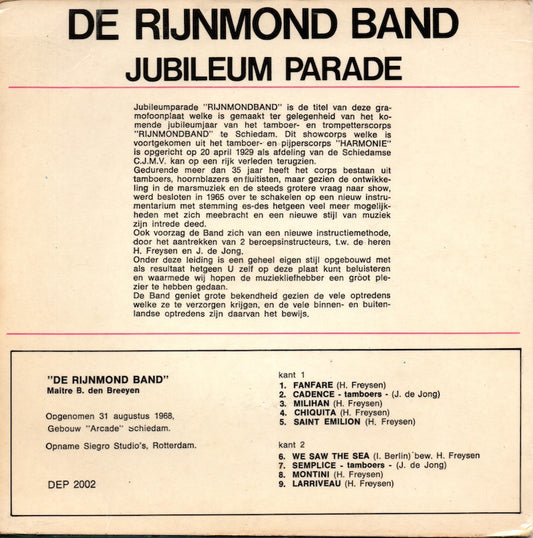 DE RIJNMOND BAND
JUBILEUM PARADE
Jubileumparade "RIJNMONDBAND" is de titel van deze gra-
mofoonplaat welke is gemaakt ter gelegenheid van het ko-
mende jubileumjaar van het tamboer- en trompetterscorps
"RIJNMONDBAND" te Schiedam. Dit showcorps welke is
voortgekomen uit het tamboer- en pijperscorps "HARMONIE"
is opgericht op 20 april 1929 als afdeling van de Schiedamse
C.J.M.V. kan op een rijk verleden terugzien.
Gedurende meer dan 35 jaar heeft het corps bestaan uit
tamboers, hoornblazers en fluitisten, maar gezien de ontwikke-
ling in de marsmuziek en de steeds grotere vraag naar show,
werd besloten in 1965 over te schakelen op een nieuw instru-
mentarium met stemming es-des hetgeen veel meer mogelijk-
heden met zich meebracht en een nieuwe stijl van muziek
zijn intrede deed.
Ook voorzag de Band zich van een nieuwe instructiemethode,
door het aantrekken van 2 beroepsinstructeurs, t.w. de heren
H. Freysen en J. de Jong.
Onder deze leiding is een geheel eigen stijl opgebouwd met
als resultaat hetgeen U zelf op deze plaat kunt beluisteren
en waarmede wij hopen de muziekliefhebber een groot ple-
zier te hebben gedaan.
De Band geniet grote bekendheid gezien de vele optredens
welke ze te verzorgen krijgen, en de vele binnen- en buiten-
landse optredens zijn daarvan het bewijs.
"DE RIJNMOND BAND"
Maître B. den Breeyen
Opgenomen 31 augustus 1968,
Gebouw "Arcade" Schiedam.
Opname Siegro Studio's, Rotterdam.
DEP 2002
kant 1
1. FANFARE (H. Freysen)
2. CADENCE - tamboers - (J. de Jong)
3. MILIHAN (H. Freysen)
4. CHIQUITA (H. Freysen)
5. SAINT EMILION (H. Freysen)
kant 2
6. WE SAW THE SEA (I. Berlin) bew. H. Freysen
7. SEMPLICE - tamboers - (J. de Jong)
8. MONTINI (H. Freysen)
9. LARRIVEAU (H. Freysen)